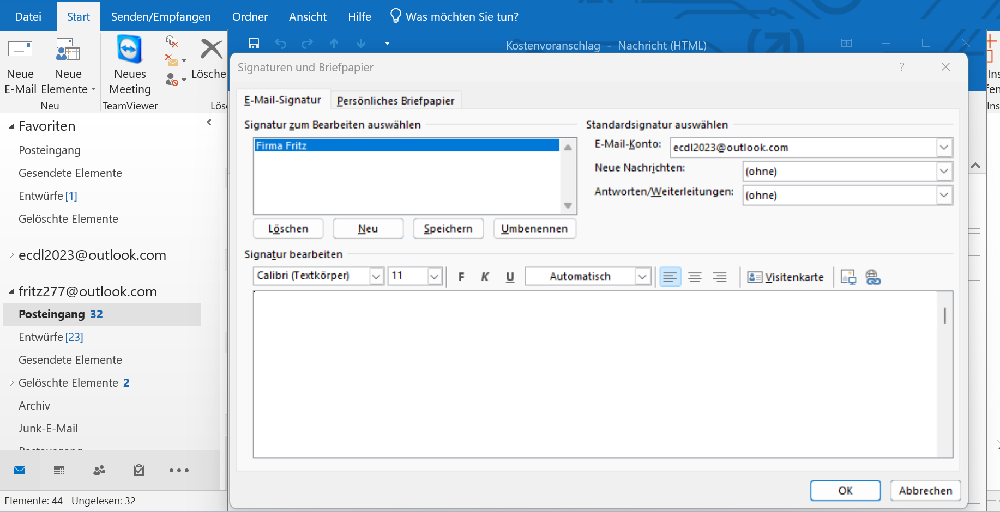 Datei Start Senden/Empfangen Ordner Ansicht Hilfe Was möchten Sie tun?
Kostenvoranschlag - Nachricht (HTML)
Neue E-Mail
Neue Elemente
Neues Meeting
Löschen
Neu
TeamViewer
Lösc
Ins
fen
Ins
Favoriten
Posteingang
Gesendete Elemente
Entwürfe [1]
Gelöschte Elemente
ecdl2023@outlook.com
fritz277@outlook.com
Posteingang 32
Entwürfe [23]
Gesendete Elemente
Gelöschte Elemente 2
Archiv
Junk-E-Mail
Elemente: 44 Ungelesen: 32
Signaturen und Briefpapier ?
E-Mail-Signatur Persönliches Briefpapier
Signatur zum Bearbeiten auswählen
Firma Fritz
Löschen Neu Speichern Umbenennen
Standardsignatur auswählen
E-Mail-Konto: ecdl2023@outlook.com
Neue Nachrichten: (ohne)
Antworten/Weiterleitungen: (ohne)
Signatur bearbeiten
Calibri (Textkörper) 11 F K U Automatisch Visitenkarte
OK Abbrechen